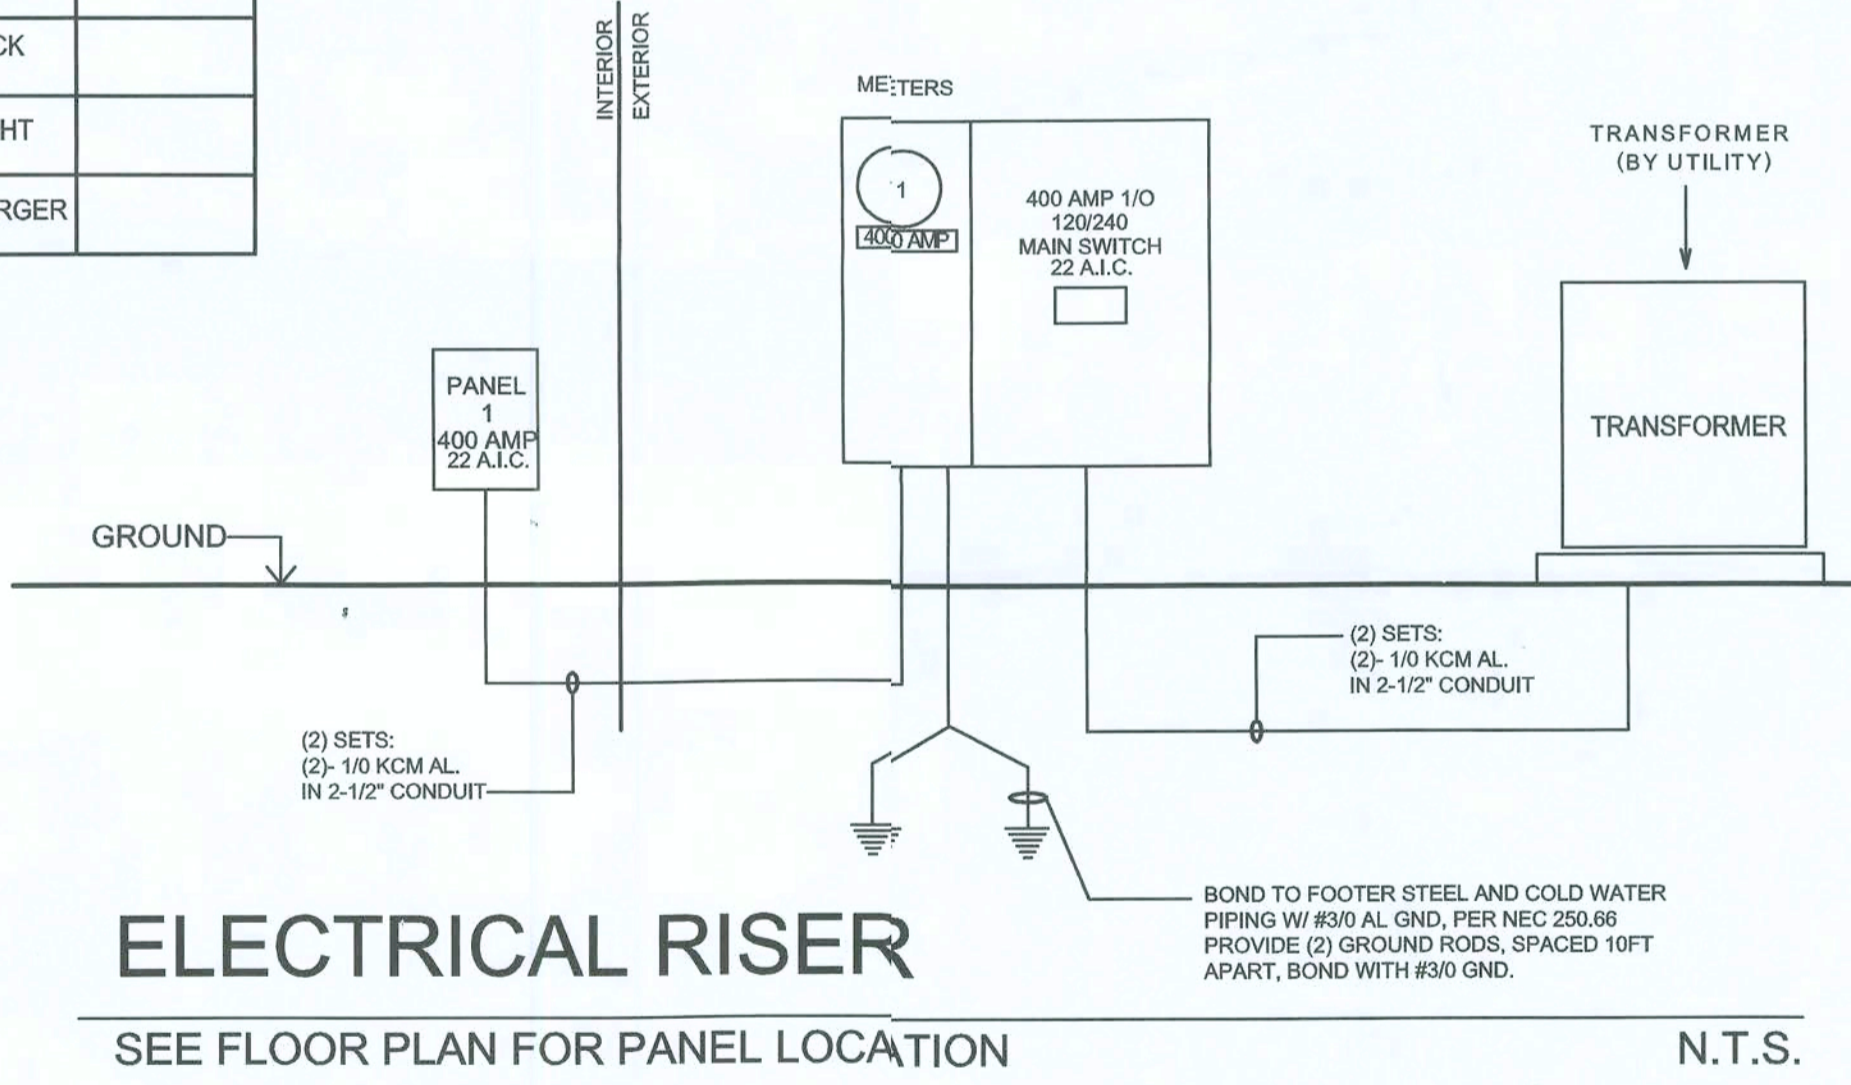 CK
HT
RGER
INTERIOR
EXTERIOR
METERS
1
400 AMP
400 AMP 1/O
120/240
MAIN SWITCH
22 A.I.C.
TRANSFORMER
(BY UTILITY)
TRANSFORMER
PANEL
1
400 AMP
22 A.I.C.
GROUND
(2) SETS:
(2)- 1/0 KCM AL.
IN 2-1/2" CONDUIT
(2) SETS:
(2)- 1/0 KCM AL.
IN 2-1/2" CONDUIT
BOND TO FOOTER STEEL AND COLD WATER
PIPING W/ #3/0 AL GND, PER NEC 250.66
PROVIDE (2) GROUND RODS, SPACED 10FT
APART, BOND WITH #3/0 GND.
ELECTRICAL RISER
SEE FLOOR PLAN FOR PANEL LOCATION
N.T.S.